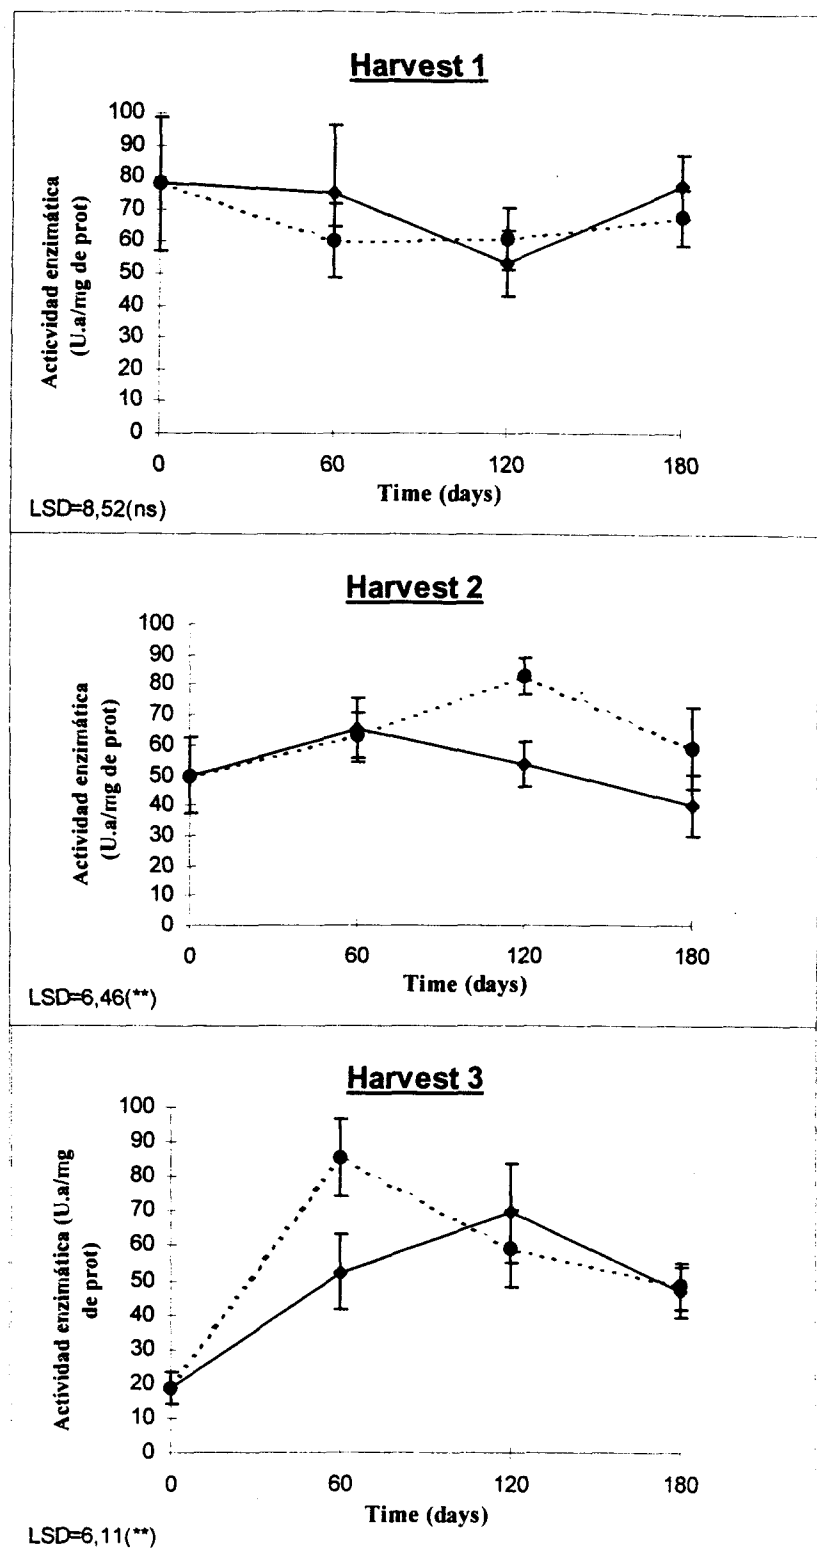 Harvest 1
100
90
80
70
60
50
40
30
20
10
0
Acticvidad enzimática
(U.a/mg de prot)
0 60 120 180
Time (days)
LSD=8,52(ns)
Harvest 2
100
90
80
70
60
50
40
30
20
10
0
Actividad enzimática
(U.a/mg de prot)
0 60 120 180
Time (days)
LSD=6,46(**)
Harvest 3
100
90
80
70
60
50
40
30
20
10
0
Actividad enzimática (U.a/mg
de prot)
0 60 120 180
Time (days)
LSD=6,11(**)